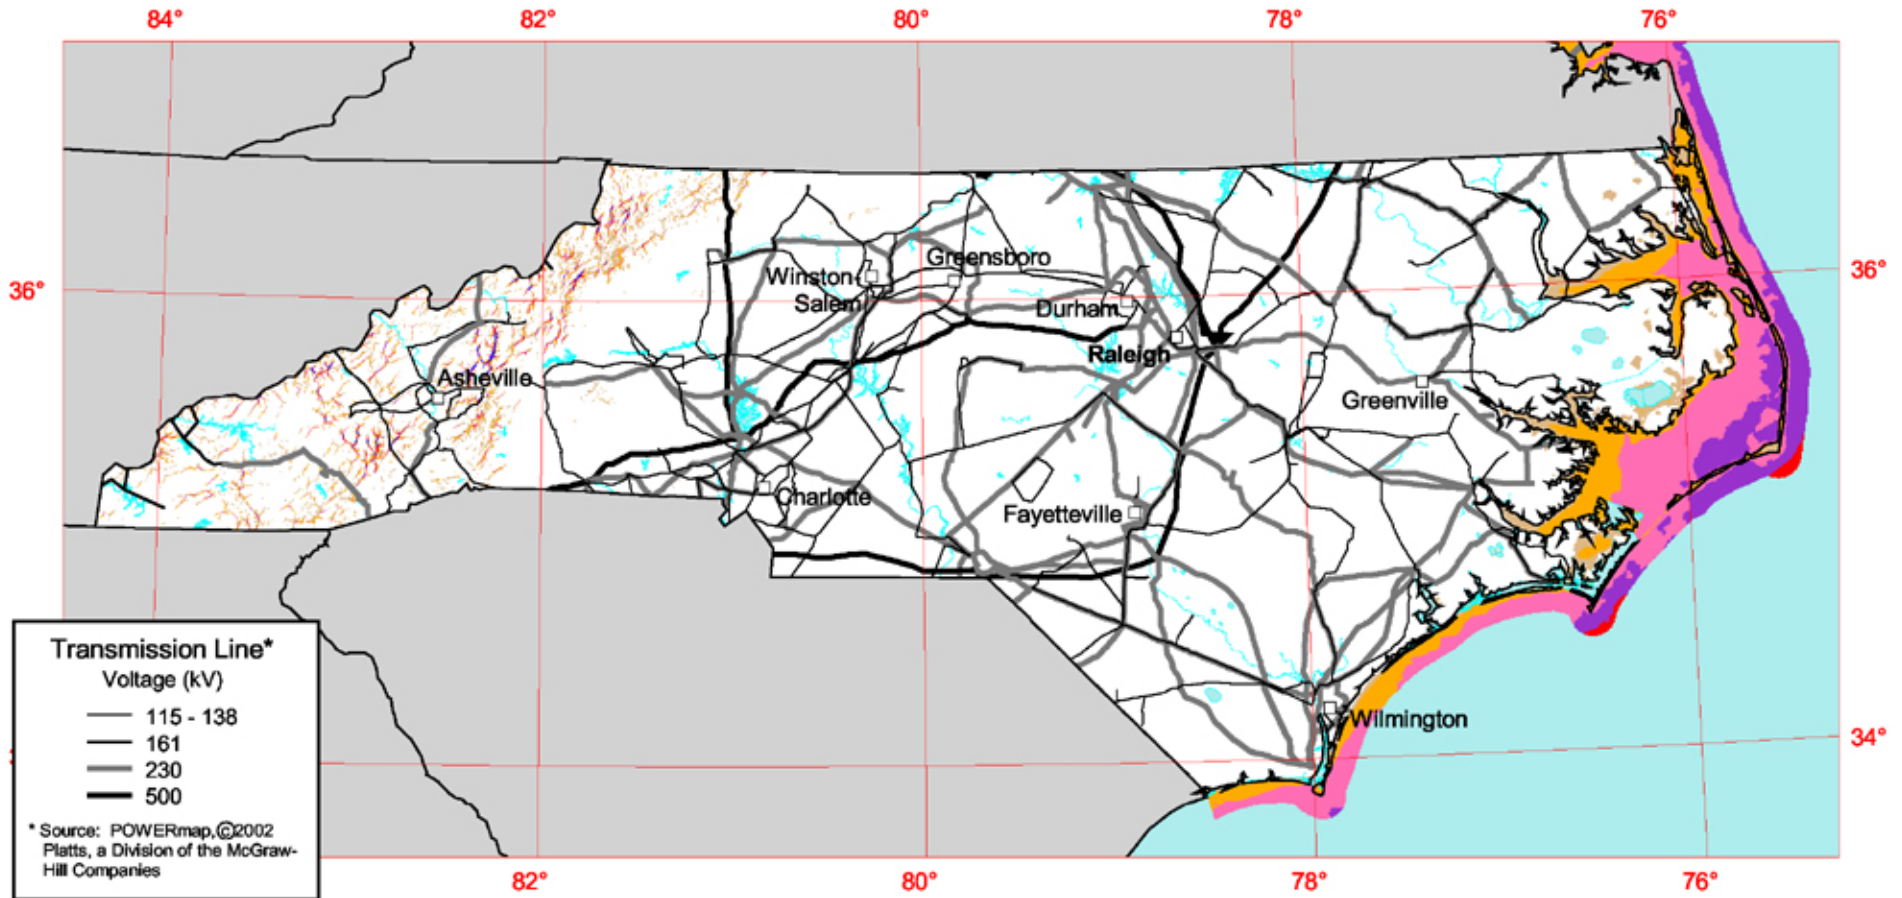 84° 82° 80° 78° 76°
36°
36°
Winston
Salem
Greensboro
Durham
Raleigh
Asheville
Greenville
Charlotte
Fayetteville
Wilmington
34°
Transmission Line*
Voltage (kV)
115 - 138
161
230
500
* Source: POWERmap,©2002
Platts, a Division of the McGraw-
Hill Companies
82° 80° 78° 76°